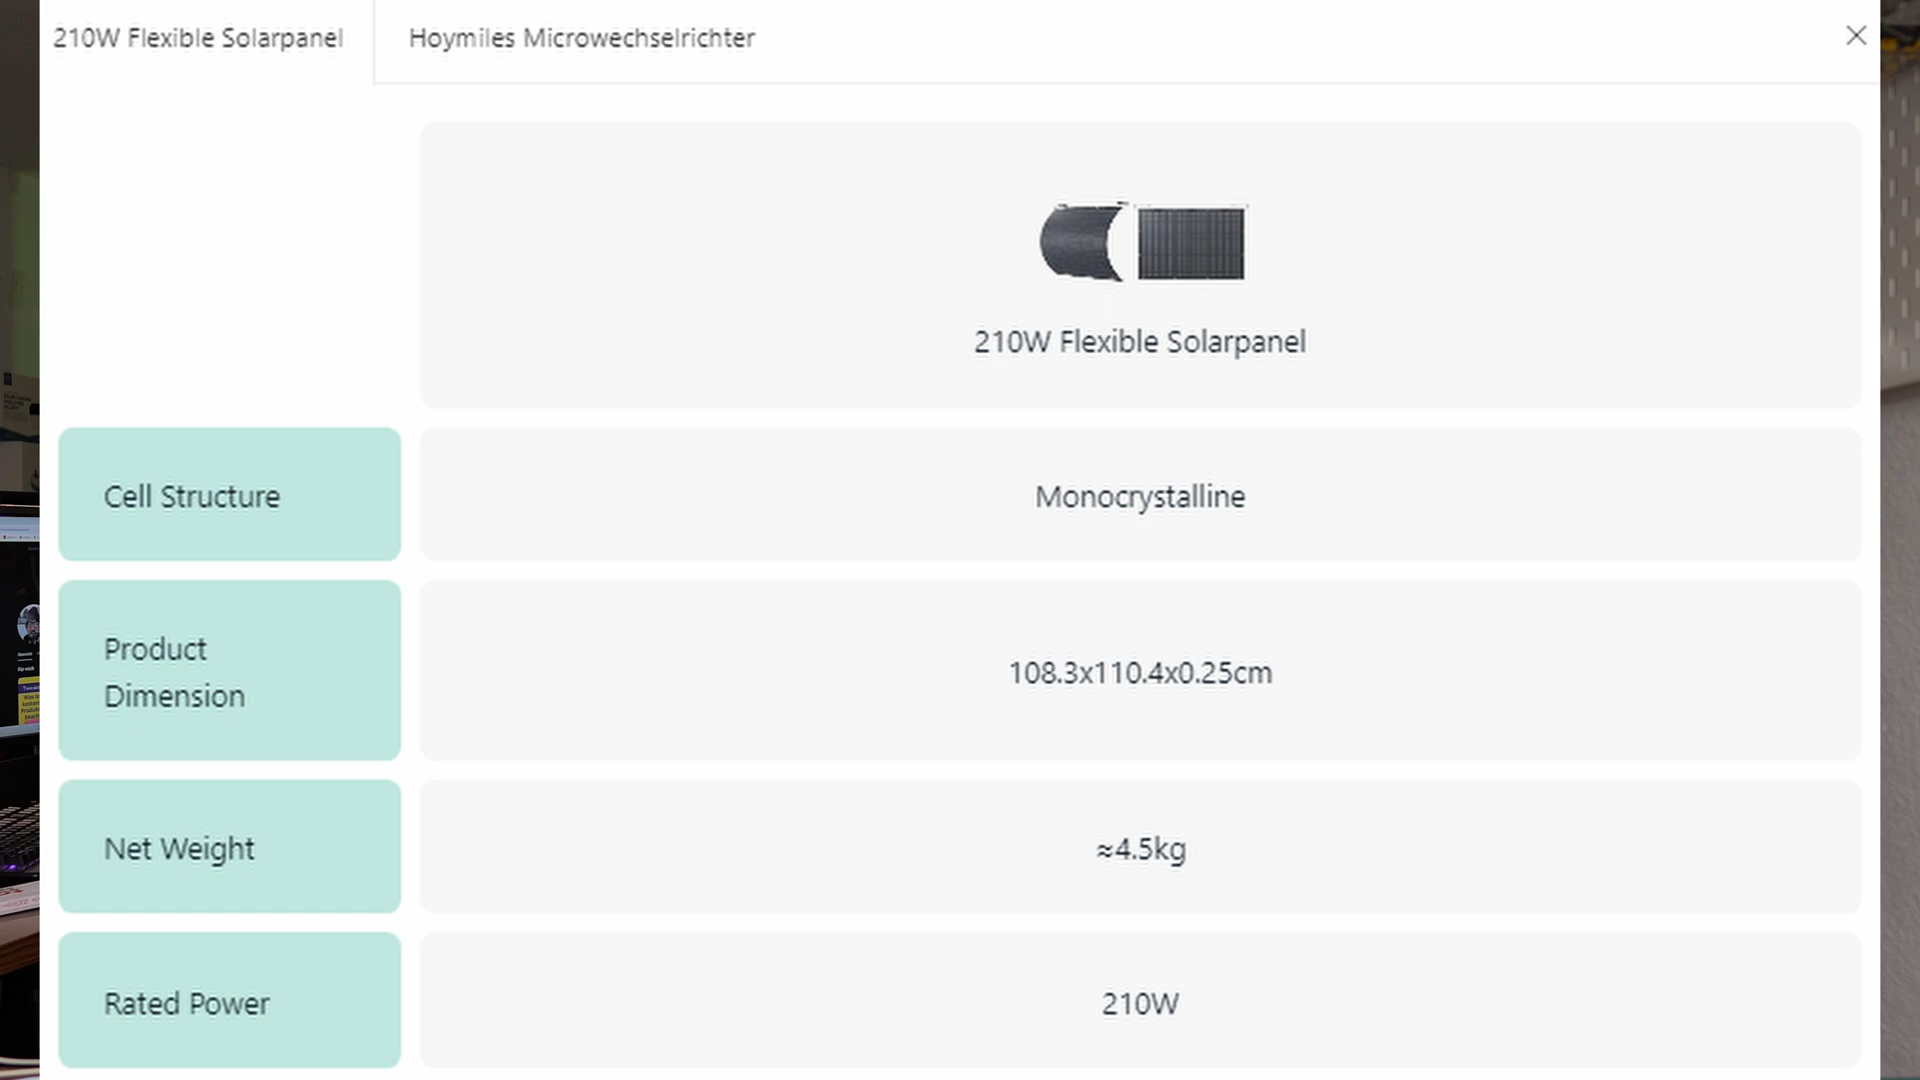 210W Flexible Solarpanel
Hoymiles Microwechselrichter
210W Flexible Solarpanel
Cell Structure
Monocrystalline
Product
Dimension
108.3x110.4x0.25cm
Net Weight
≈4.5kg
Rated Power
210W